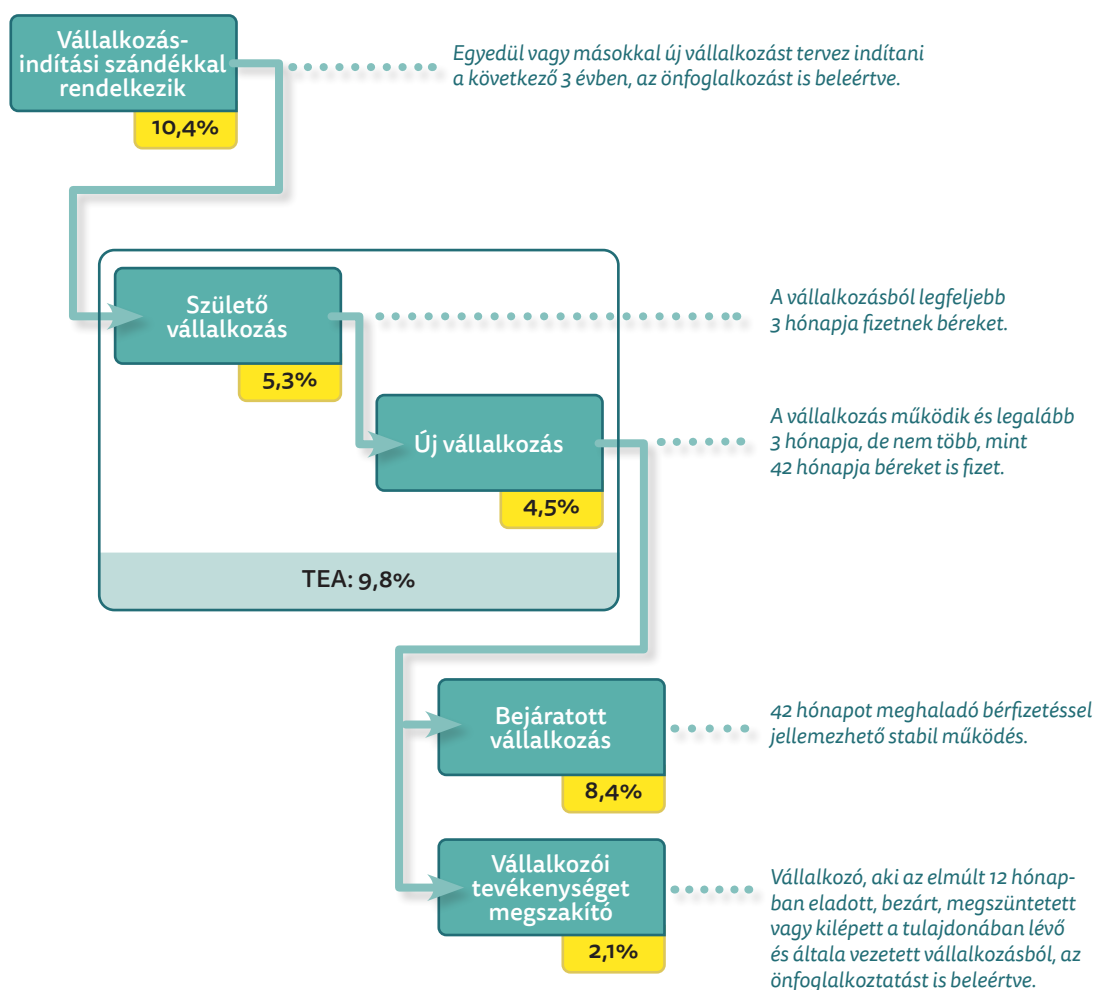 Vállalkozás-
indítási szándékkal
rendelkezik
10,4%
Egyedül vagy másokkal új vállalkozást tervez indítani
a következő 3 évben, az önfoglalkozást is beleértve.
Születő
vállalkozás
5,3%
A vállalkozásból legfeljebb
3 hónapja fizetnek béreket.
Új vállalkozás
4,5%
A vállalkozás működik és legalább
3 hónapja, de nem több, mint
42 hónapja béreket is fizet.
TEA: 9,8%
Bejáratott
vállalkozás
8,4%
42 hónapot meghaladó bérfizetéssel
jellemezhető stabil működés.
Vállalkozói
tevékenységet
megszakító
2,1%
Vállalkozó, aki az elmúlt 12 hónap-
ban eladott, bezárt, megszüntetett
vagy kilépett a tulajdonában lévő
és általa vezetett vállalkozásból, az
önfoglalkoztatást is beleértve.